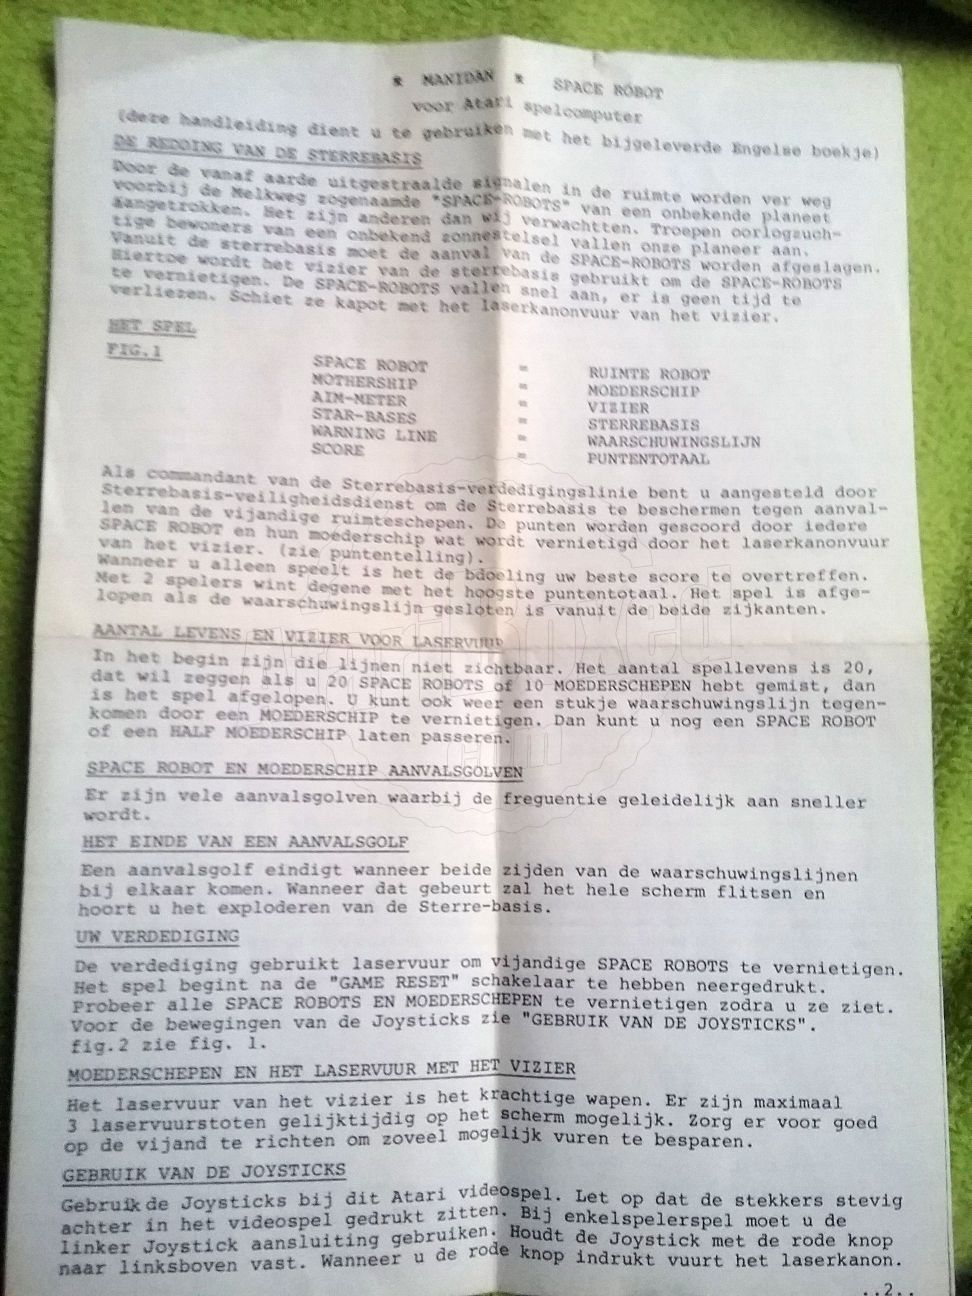 * MANIDAN * SPACE ROBOT
voor Atari spelcomputer
(deze handleiding dient u te gebruiken met het bijgeleverde Engelse boekje)
DE REDDING VAN DE STERREBASIS
Door de vanaf aarde uitgestraalde signalen in de ruimte worden ver weg
voorbij de Melkweg zogenaamde "SPACE-ROBOTS" van een onbekende planeet
aangetrokken. Het zijn anderen dan wij verwachtten. Troepen oorlogzuch-
tige bewoners van een onbekend zonnestelsel vallen onze planeer aan.
Vanuit de sterrebasis moet de aanval van de SPACE-ROBOTS worden afgeslagen.
Hiertoe wordt het vizier van de sterrebasis gebruikt om de SPACE-ROBOTS
te vernietigen. De SPACE-ROBOTS vallen snel aan, er is geen tijd te
verliezen. Schiet ze kapot met het laserkanonvuur van het vizier.
HET SPEL
FIG.1
SPACE ROBOT = RUIMTE ROBOT
MOTHERSHIP = MOEDERSCHIP
AIM-METER = VIZIER
STAR-BASES = STERREBASIS
WARNING LINE = WAARSCHUWINGSLIJN
SCORE = PUNTENTOTAAL
Als commandant van de Sterrebasis-verdedigingslinie bent u aangesteld door
Sterrebasis-veiligheidsdienst om de Sterrebasis te beschermen tegen aanval-
len van de vijandige ruimteschepen. De punten worden gescoord door iedere
SPACE ROBOT en hun moederschip wat wordt vernietigd door het laserkanonvuur
van het vizier. (zie puntentelling).
Wanneer u alleen speelt is het de bdoeling uw beste score te overtreffen.
Met 2 spelers wint degene met het hoogste puntentotaal. Het spel is afge-
lopen als de waarschuwingslijn gesloten is vanuit de beide zijkanten.
AANTAL LEVENS EN VIZIER VOOR LASERVUUR
In het begin zijn die lijnen niet zichtbaar. Het aantal spellevens is 20,
dat wil zeggen als u 20 SPACE ROBOTS of 10 MOEDERSCHEPEN hebt gemist, dan
is het spel afgelopen. U kunt ook weer een stukje waarschuwingslijn tegen-
komen door een MOEDERSCHIP te vernietigen. Dan kunt u nog een SPACE ROBOT
of een HALF MOEDERSCHIP laten passeren.
SPACE ROBOT EN MOEDERSCHIP AANVALSGOLVEN
Er zijn vele aanvalsgolven waarbij de freguentie geleidelijk aan sneller
wordt.
HET EINDE VAN EEN AANVALSGOLF
Een aanvalsgolf eindigt wanneer beide zijden van de waarschuwingslijnen
bij elkaar komen. Wanneer dat gebeurt zal het hele scherm flitsen en
hoort u het exploderen van de Sterre-basis.
UW VERDEDIGING
De verdediging gebruikt laservuur om vijandige SPACE ROBOTS te vernietigen.
Het spel begint na de "GAME RESET" schakelaar te hebben neergedrukt.
Probeer alle SPACE ROBOTS EN MOEDERSCHEPEN te vernietigen zodra u ze ziet.
Voor de bewegingen van de Joysticks zie "GEBRUIK VAN DE JOYSTICKS".
fig.2 zie fig. 1.
MOEDERSCHEPEN EN HET LASERVUUR MET HET VIZIER
Het laservuur van het vizier is het krachtige wapen. Er zijn maximaal
3 laservuurstoten gelijktijdig op het scherm mogelijk. Zorg er voor goed
op de vijand te richten om zoveel mogelijk vuren te besparen.
GEBRUIK VAN DE JOYSTICKS
Gebruik de Joysticks bij dit Atari videospel. Let op dat de stekkers stevig
achter in het videospel gedrukt zitten. Bij enkelspelerspel moet u de
linker Joystick aansluiting gebruiken. Houdt de Joystick met de rode knop
naar linksboven vast. Wanneer u de rode knop indrukt vuurt het laserkanon.
..2..